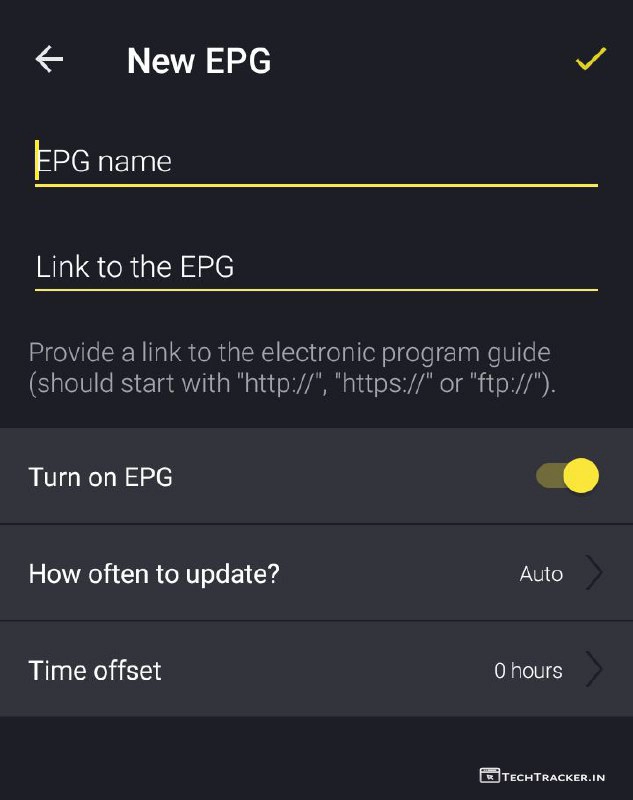 New EPG
EPG name
Link to the EPG
Provide a link to the electronic program guide
(should start with "http://", "https://" or "ftp://").
Turn on EPG
How often to update?
Auto
Time offset
0 hours
TECHTRACKER.IN